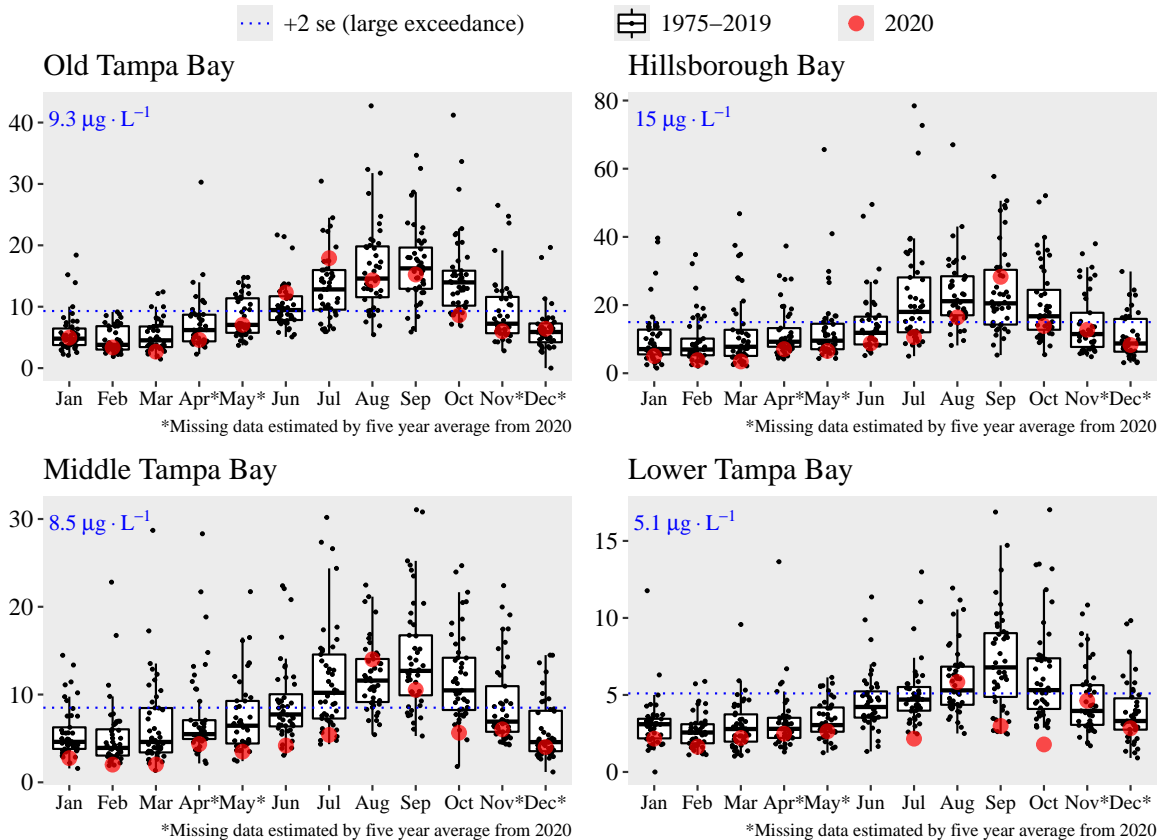 +2 se (large exceedance) 1975–2019 2020
Old Tampa Bay
9.3 μg · L⁻¹
40
30
20
10
0
Jan Feb Mar Apr* May* Jun Jul Aug Sep Oct Nov* Dec*
*Missing data estimated by five year average from 2020
Hillsborough Bay
15 μg · L⁻¹
80
60
40
20
0
Jan Feb Mar Apr* May* Jun Jul Aug Sep Oct Nov* Dec*
*Missing data estimated by five year average from 2020
Middle Tampa Bay
8.5 μg · L⁻¹
30
20
10
0
Jan Feb Mar Apr* May* Jun Jul Aug Sep Oct Nov* Dec*
*Missing data estimated by five year average from 2020
Lower Tampa Bay
5.1 μg · L⁻¹
15
10
5
0
Jan Feb Mar Apr* May* Jun Jul Aug Sep Oct Nov* Dec*
*Missing data estimated by five year average from 2020